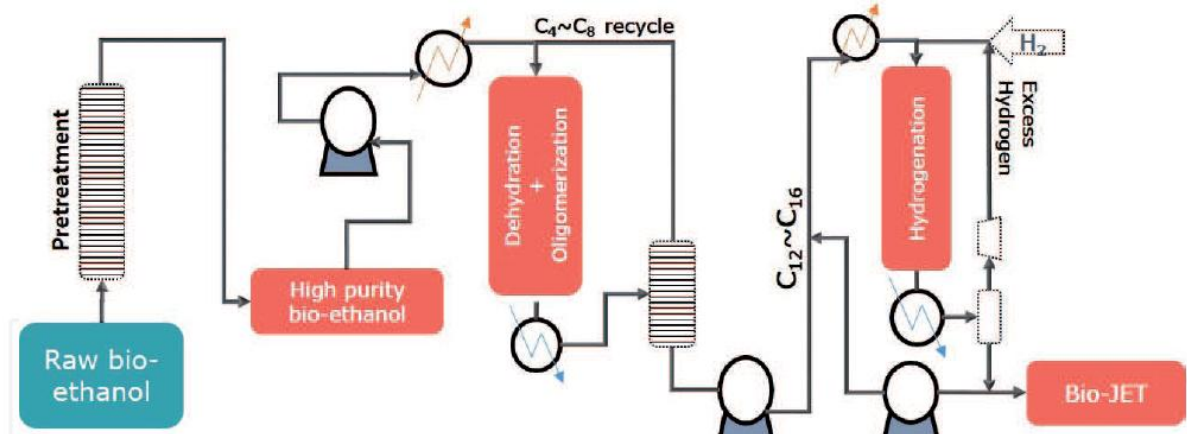 Pretreatment
Raw bio-
ethanol
High purity
bio-ethanol
C₄~C₈ recycle
Dehydration
+
Oligomerization
C₁₂~C₁₆
Hydrogenation
H₂
Excess
Hydrogen
Bio-JET